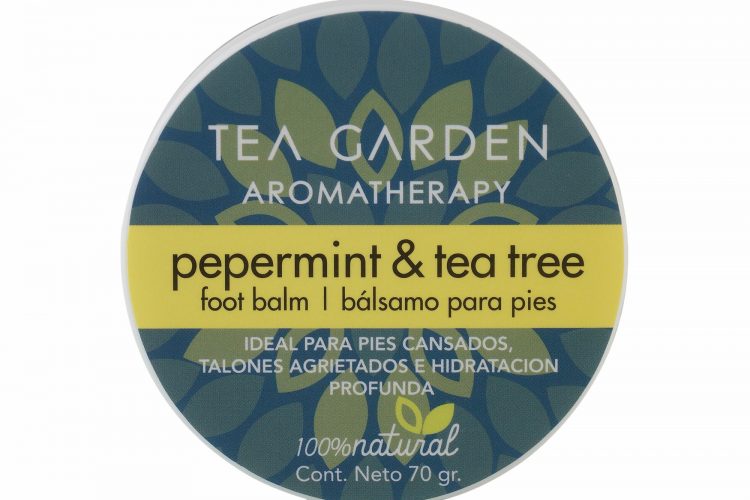 TEA GARDEN
AROMATHERAPY
pepermint & tea tree
foot balm | bálsamo para pies
IDEAL PARA PIES CANSADOS,
TALONES AGRIETADOS E HIDRATACION
PROFUNDA
100%natural
Cont. Neto 70 gr.